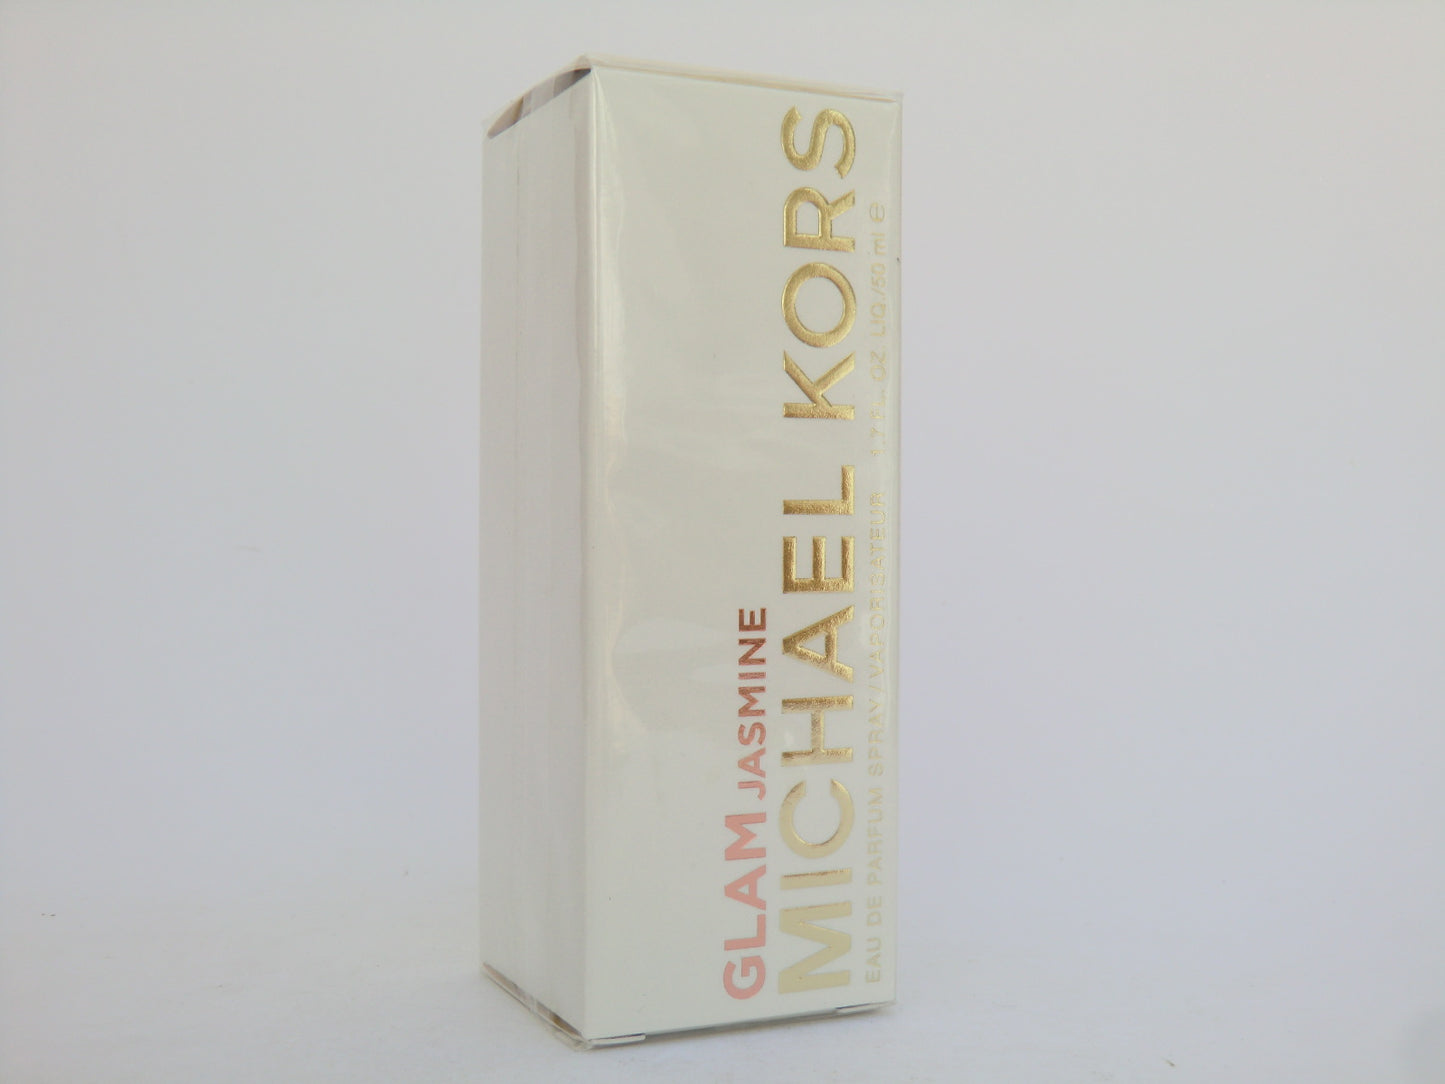 GLAM JASMINE
MICHAEL KORS
EAU DE PARFUM SPRAY/VAPORISATEUR 1.7 FL. OZ. LIQ./50 ml ℮